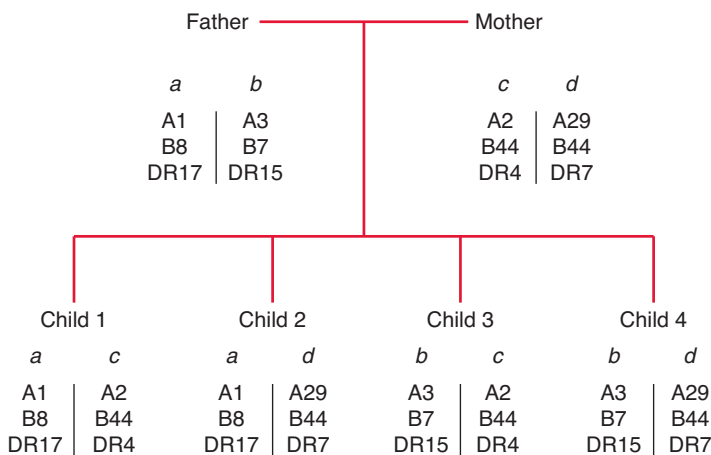 Father Mother
a b c d
A1 A3 A2 A29
B8 B7 B44 B44
DR17 DR15 DR4 DR7
Child 1 Child 2 Child 3 Child 4
a c a d b c b d
A1 A2 A1 A29 A3 A2 A3 A29
B8 B44 B8 B44 B7 B44 B7 B44
DR17 DR4 DR17 DR7 DR15 DR4 DR15 DR7